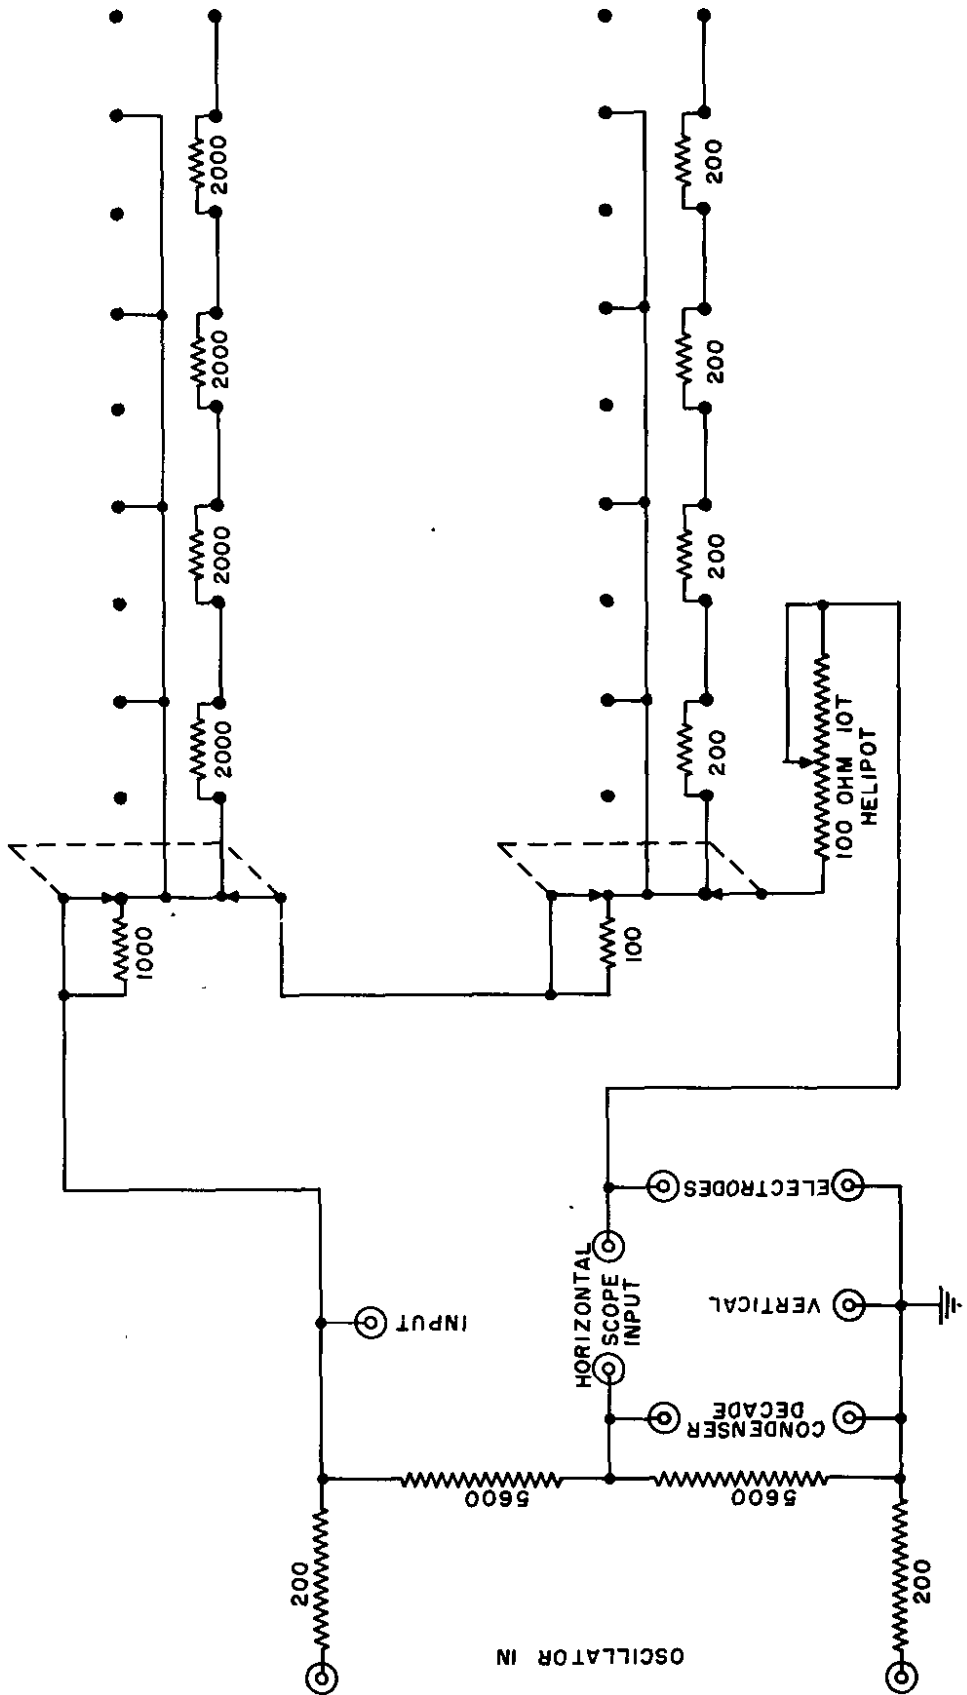 2000
2000
2000
2000
1000
200
200
200
200
100
100 OHM 10T
HELIPOT
ELECTRODES
HORIZONTAL
SCOPE
INPUT
VERTICAL
INPUT
CONDENSER
DECADE
5600
5600
200
200
OSCILLATOR IN